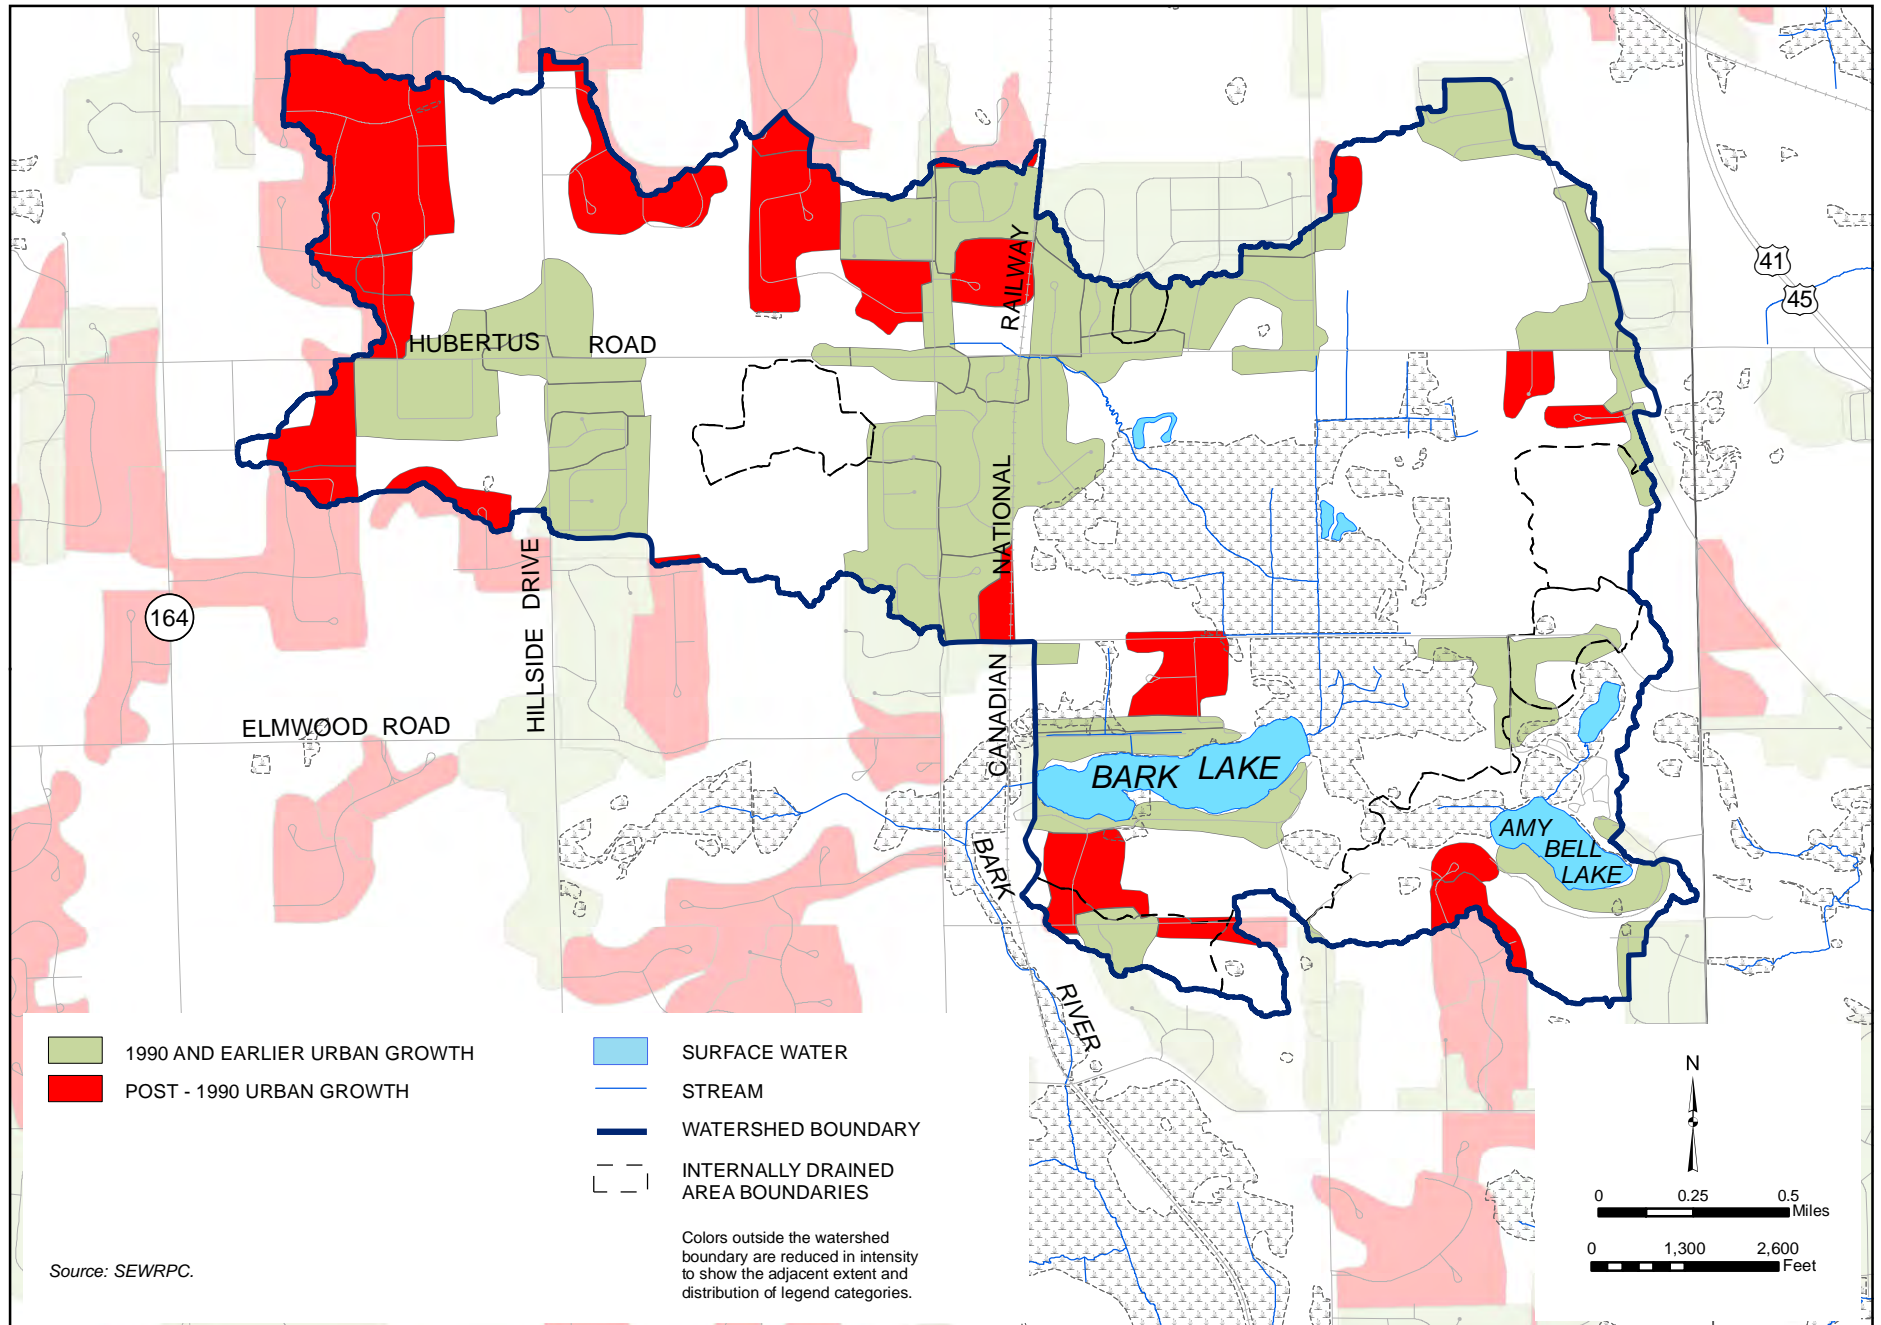 41
45
HUBERTUS ROAD
RAILWAY
NATIONAL
CANADIAN
HILLSIDE DRIVE
164
ELMWOOD ROAD
BARK LAKE
AMY
BELL
LAKE
BARK
RIVER
1990 AND EARLIER URBAN GROWTH
POST - 1990 URBAN GROWTH
SURFACE WATER
STREAM
WATERSHED BOUNDARY
INTERNALLY DRAINED
AREA BOUNDARIES
Colors outside the watershed
boundary are reduced in intensity
to show the adjacent extent and
distribution of legend categories.
Source: SEWRPC.
N
0 0.25 0.5
Miles
0 1,300 2,600
Feet